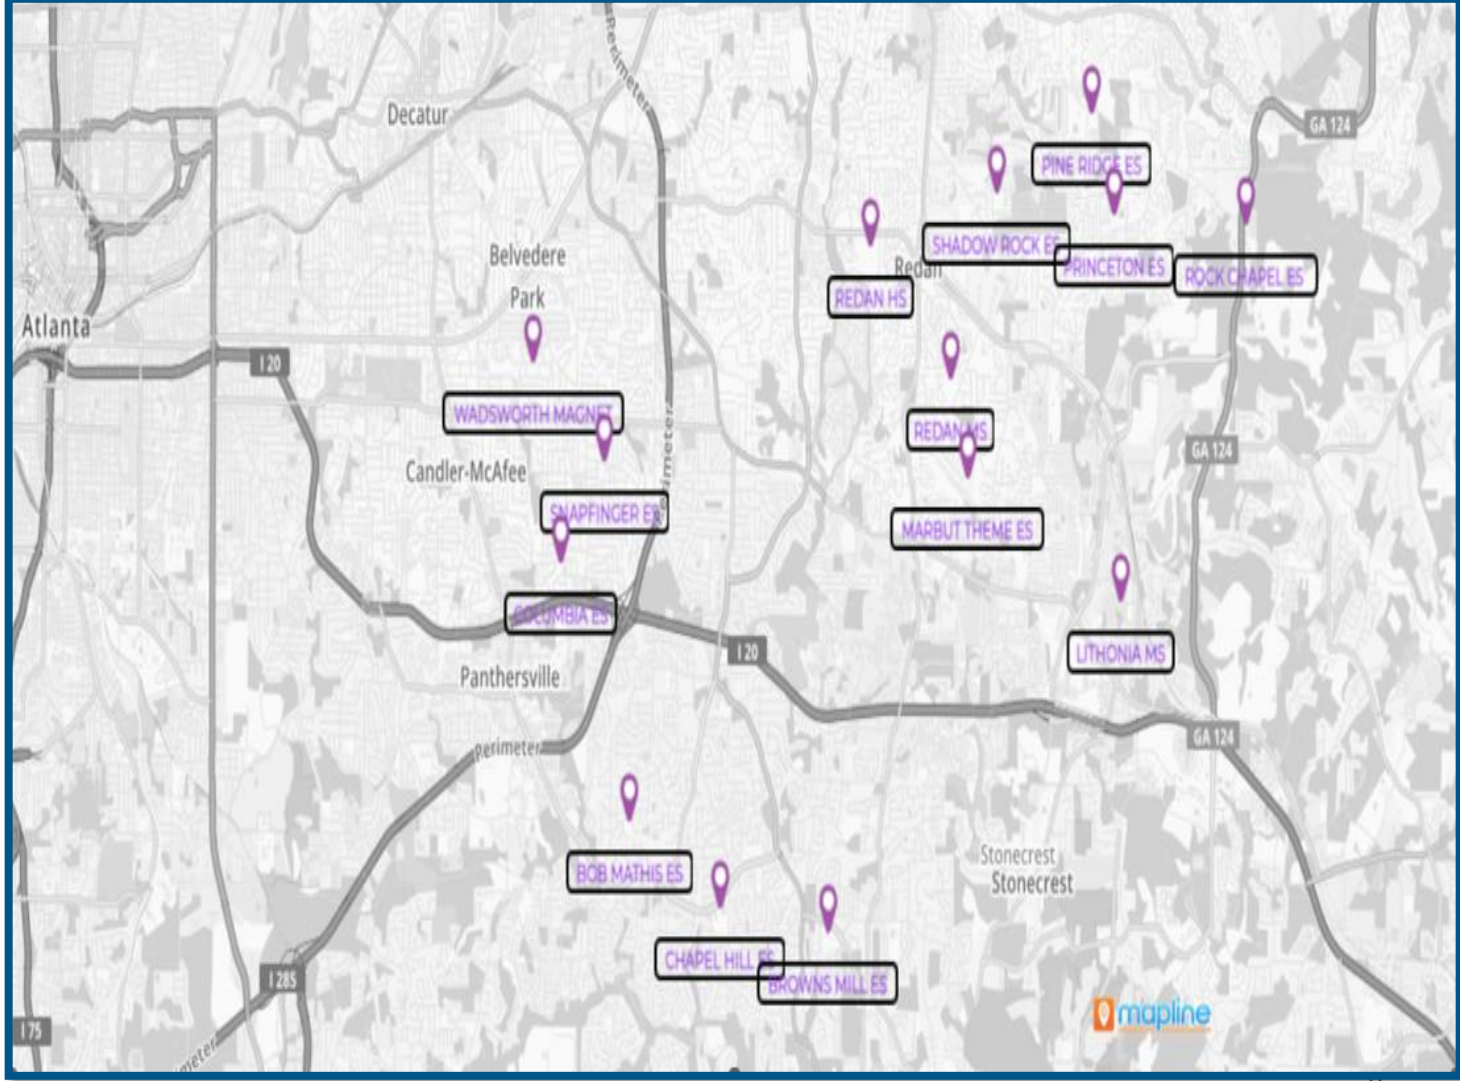 Perimeter
Decatur
GA 124
PINE RIDGE ES
SHADOW ROCK ES
Belvedere
Park
Redan
PRINCETON ES
ROCK CHAPEL ES
REDAN HS
Atlanta
I 20
WADSWORTH MAGNET
REDAN MS
Perimeter
GA 124
Candler-McAfee
SNAPFINGER ES
MARBUT THEME ES
COLUMBIA ES
I 20
LITHONIA MS
Panthersville
GA 124
Perimeter
Stonecrest
BOB MATHIS ES
Stonecrest
CHAPEL HILL ES
I 285
BROWNS MILL ES
mapline
I 75
meter